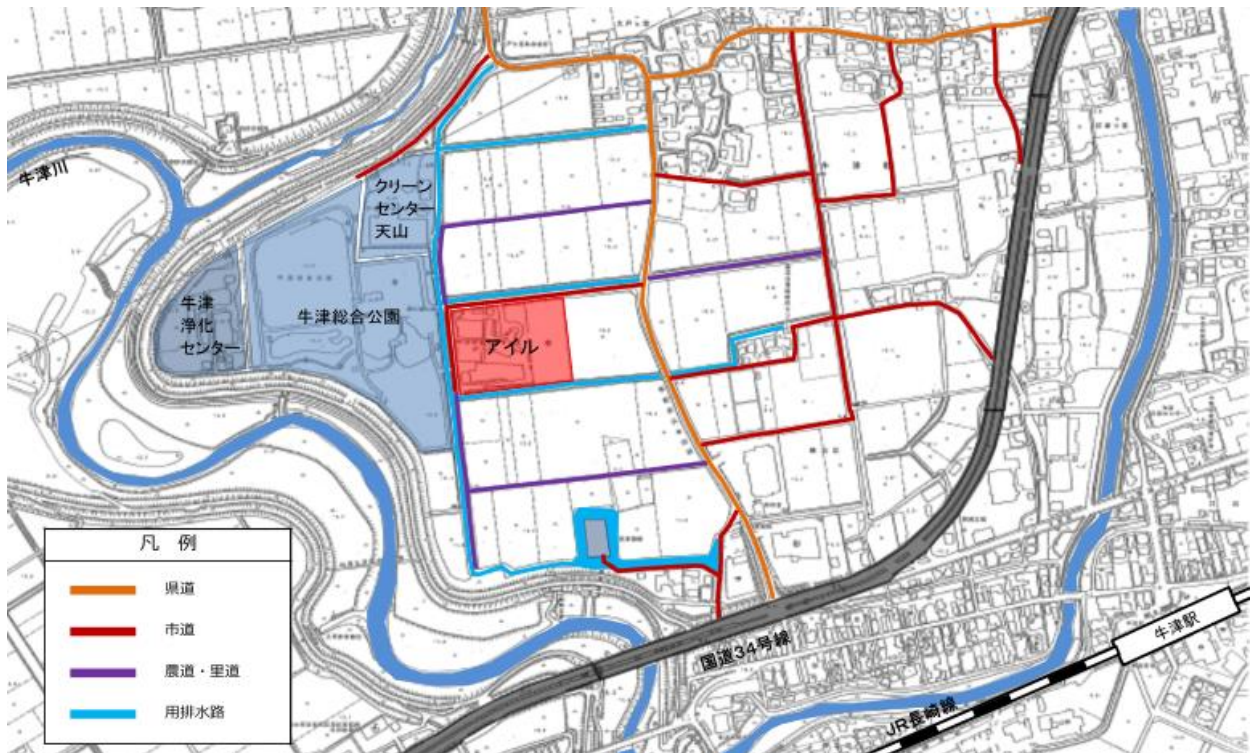 牛津川
クリーン
センター
天山
牛津
浄化
センター
牛津総合公園
アイル
凡 例
県道
市道
農道・里道
用排水路
国道34号線
JR長崎線
牛津駅